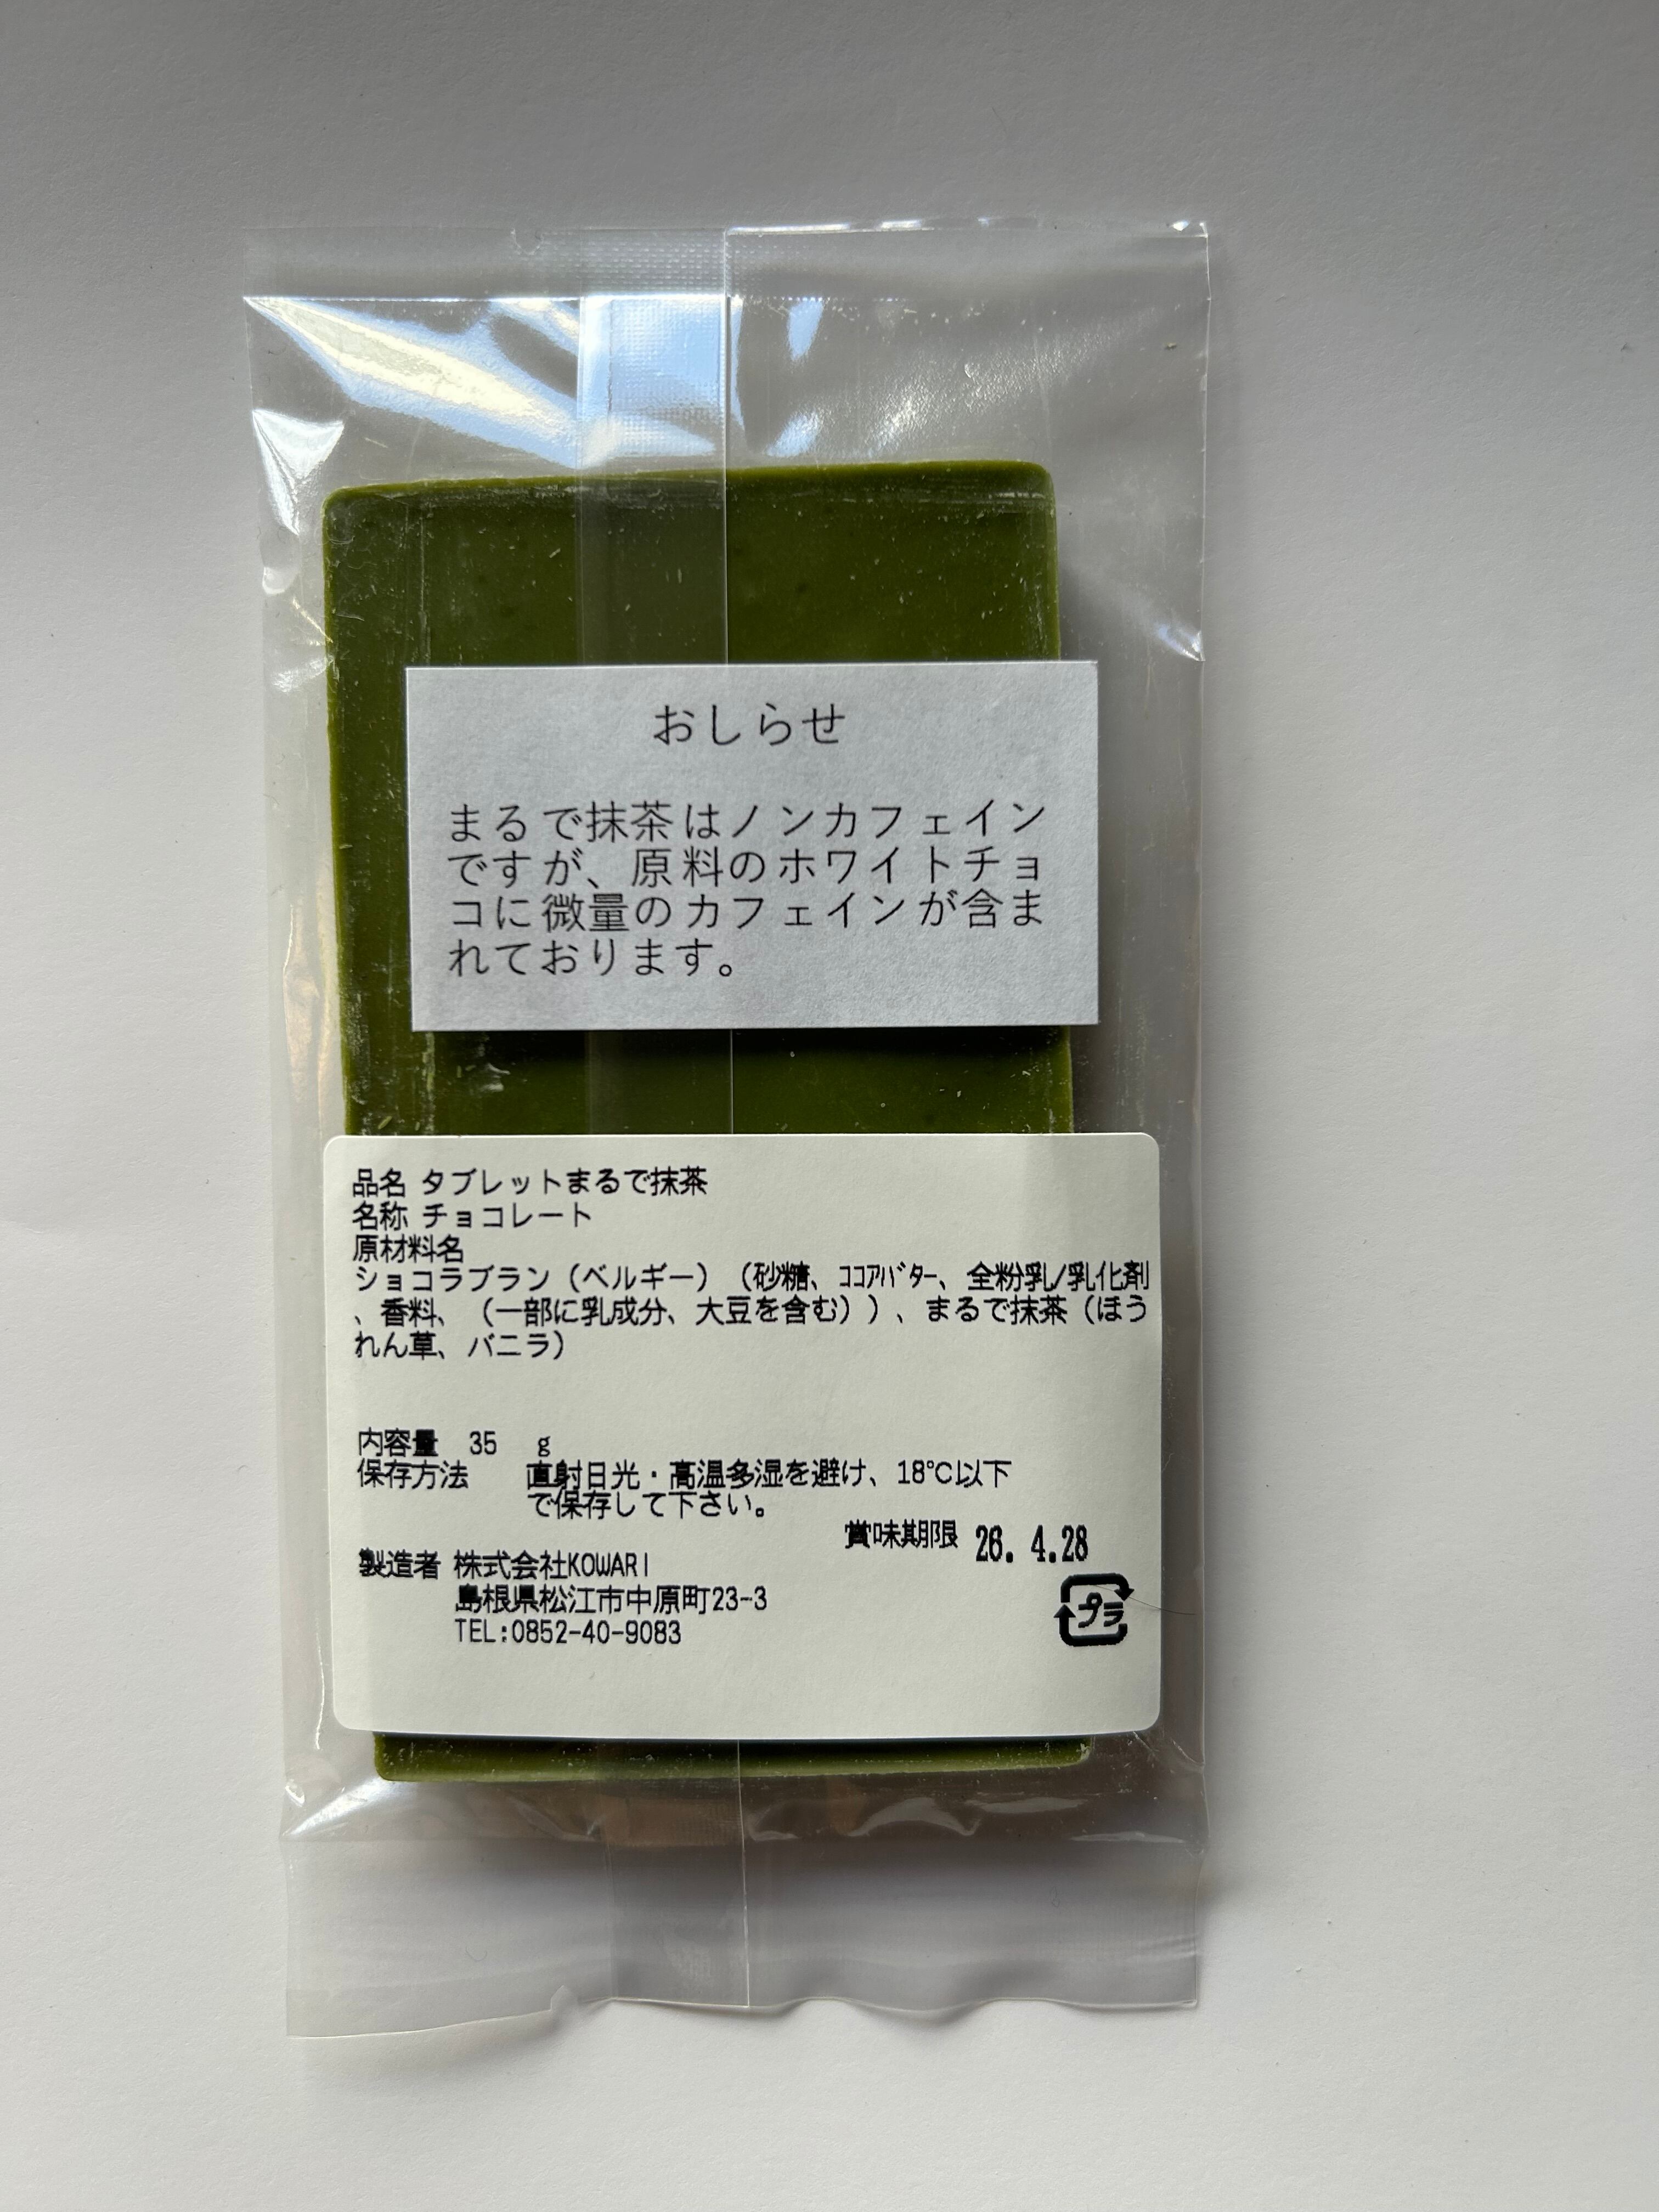 おしらせ
まるで抹茶はノンカフェイン
ですが、原料のホワイトチョ
コに微量のカフェインが含ま
れております。
品名 タブレットまるで抹茶
名称 チョコレート
原材料名
ショコラブラン（ベルギー）（砂糖、ｺｺｱﾊﾞﾀｰ、全粉乳/乳化剤
、香料、（一部に乳成分、大豆を含む））、まるで抹茶（ほう
れん草、バニラ）
内容量 35 g
保存方法 直射日光・高温多湿を避け、18℃以下
で保存して下さい。
賞味期限 26. 4.28
製造者 株式会社KOWARI
島根県松江市中原町23-3
TEL:0852-40-9083
プラ